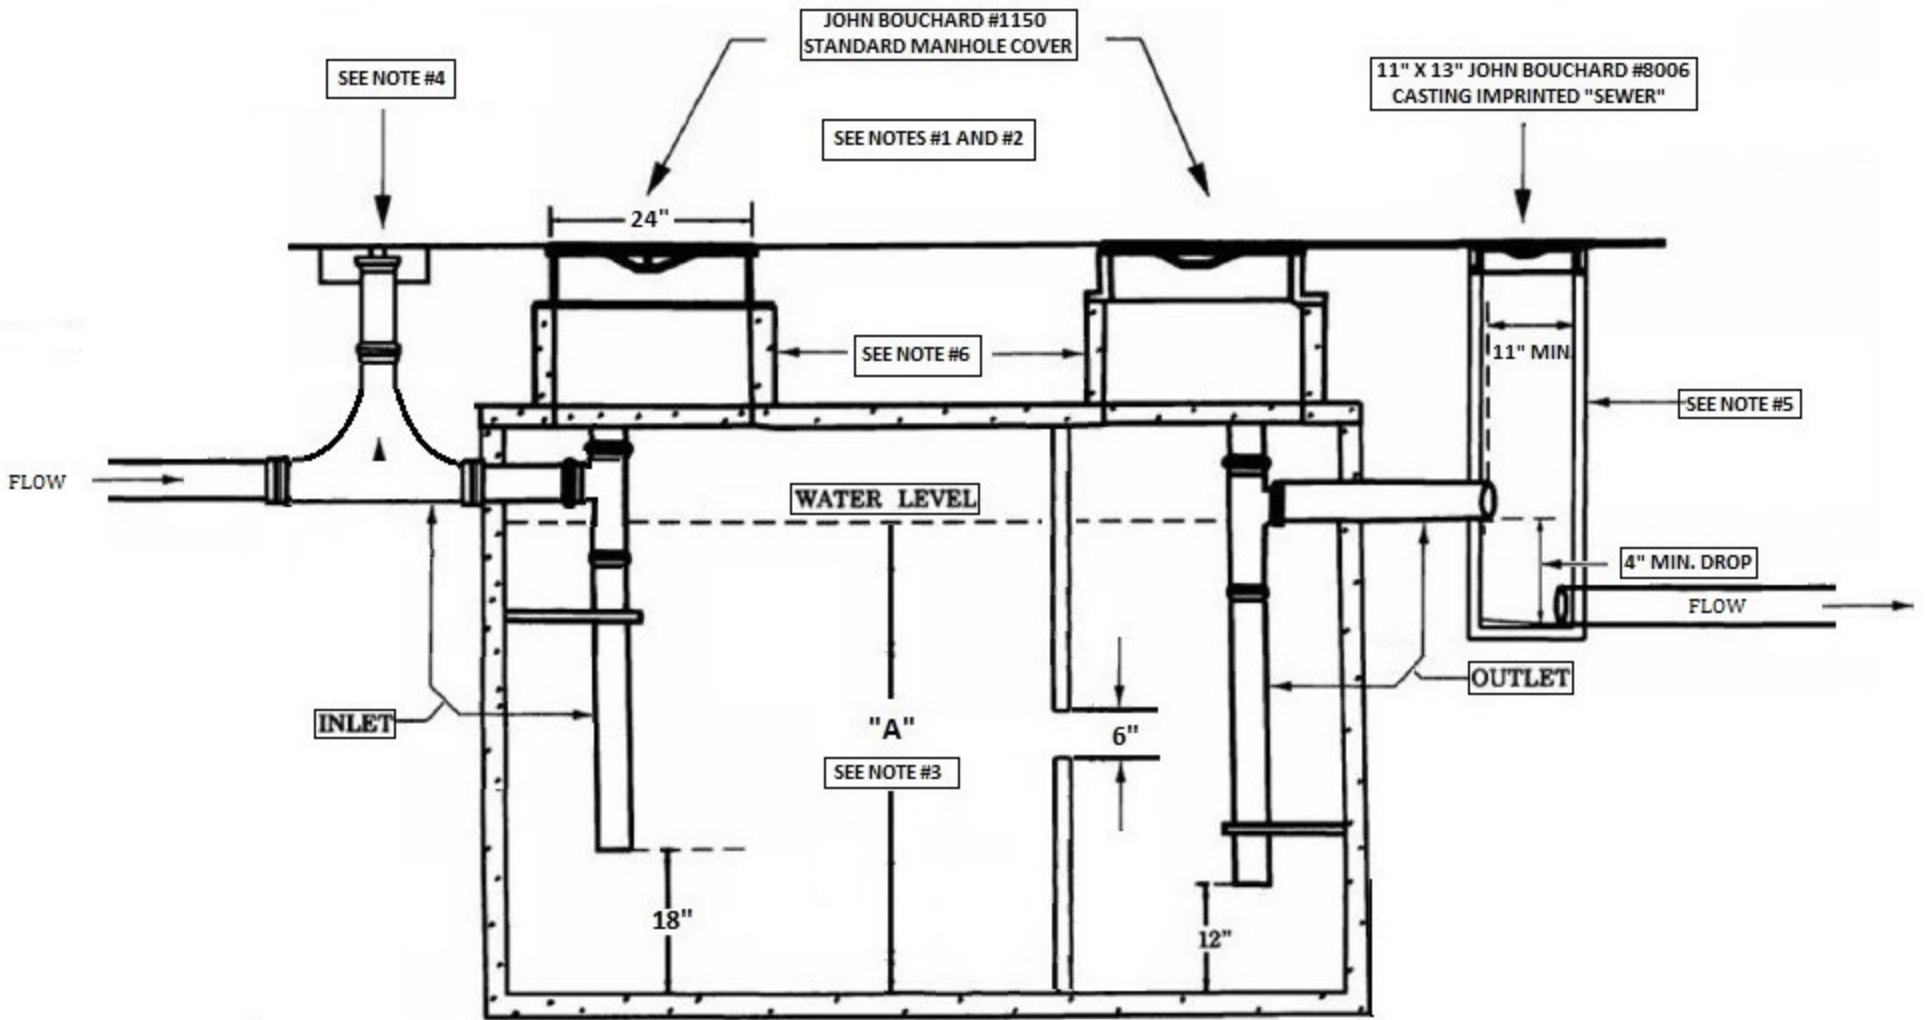 JOHN BOUCHARD #1150
STANDARD MANHOLE COVER
SEE NOTE #4
11" X 13" JOHN BOUCHARD #8006
CASTING IMPRINTED "SEWER"
SEE NOTES #1 AND #2
24"
SEE NOTE #6
11" MIN.
SEE NOTE #5
FLOW
WATER LEVEL
4" MIN. DROP
FLOW
OUTLET
INLET
"A"
6"
SEE NOTE #3
18"
12"